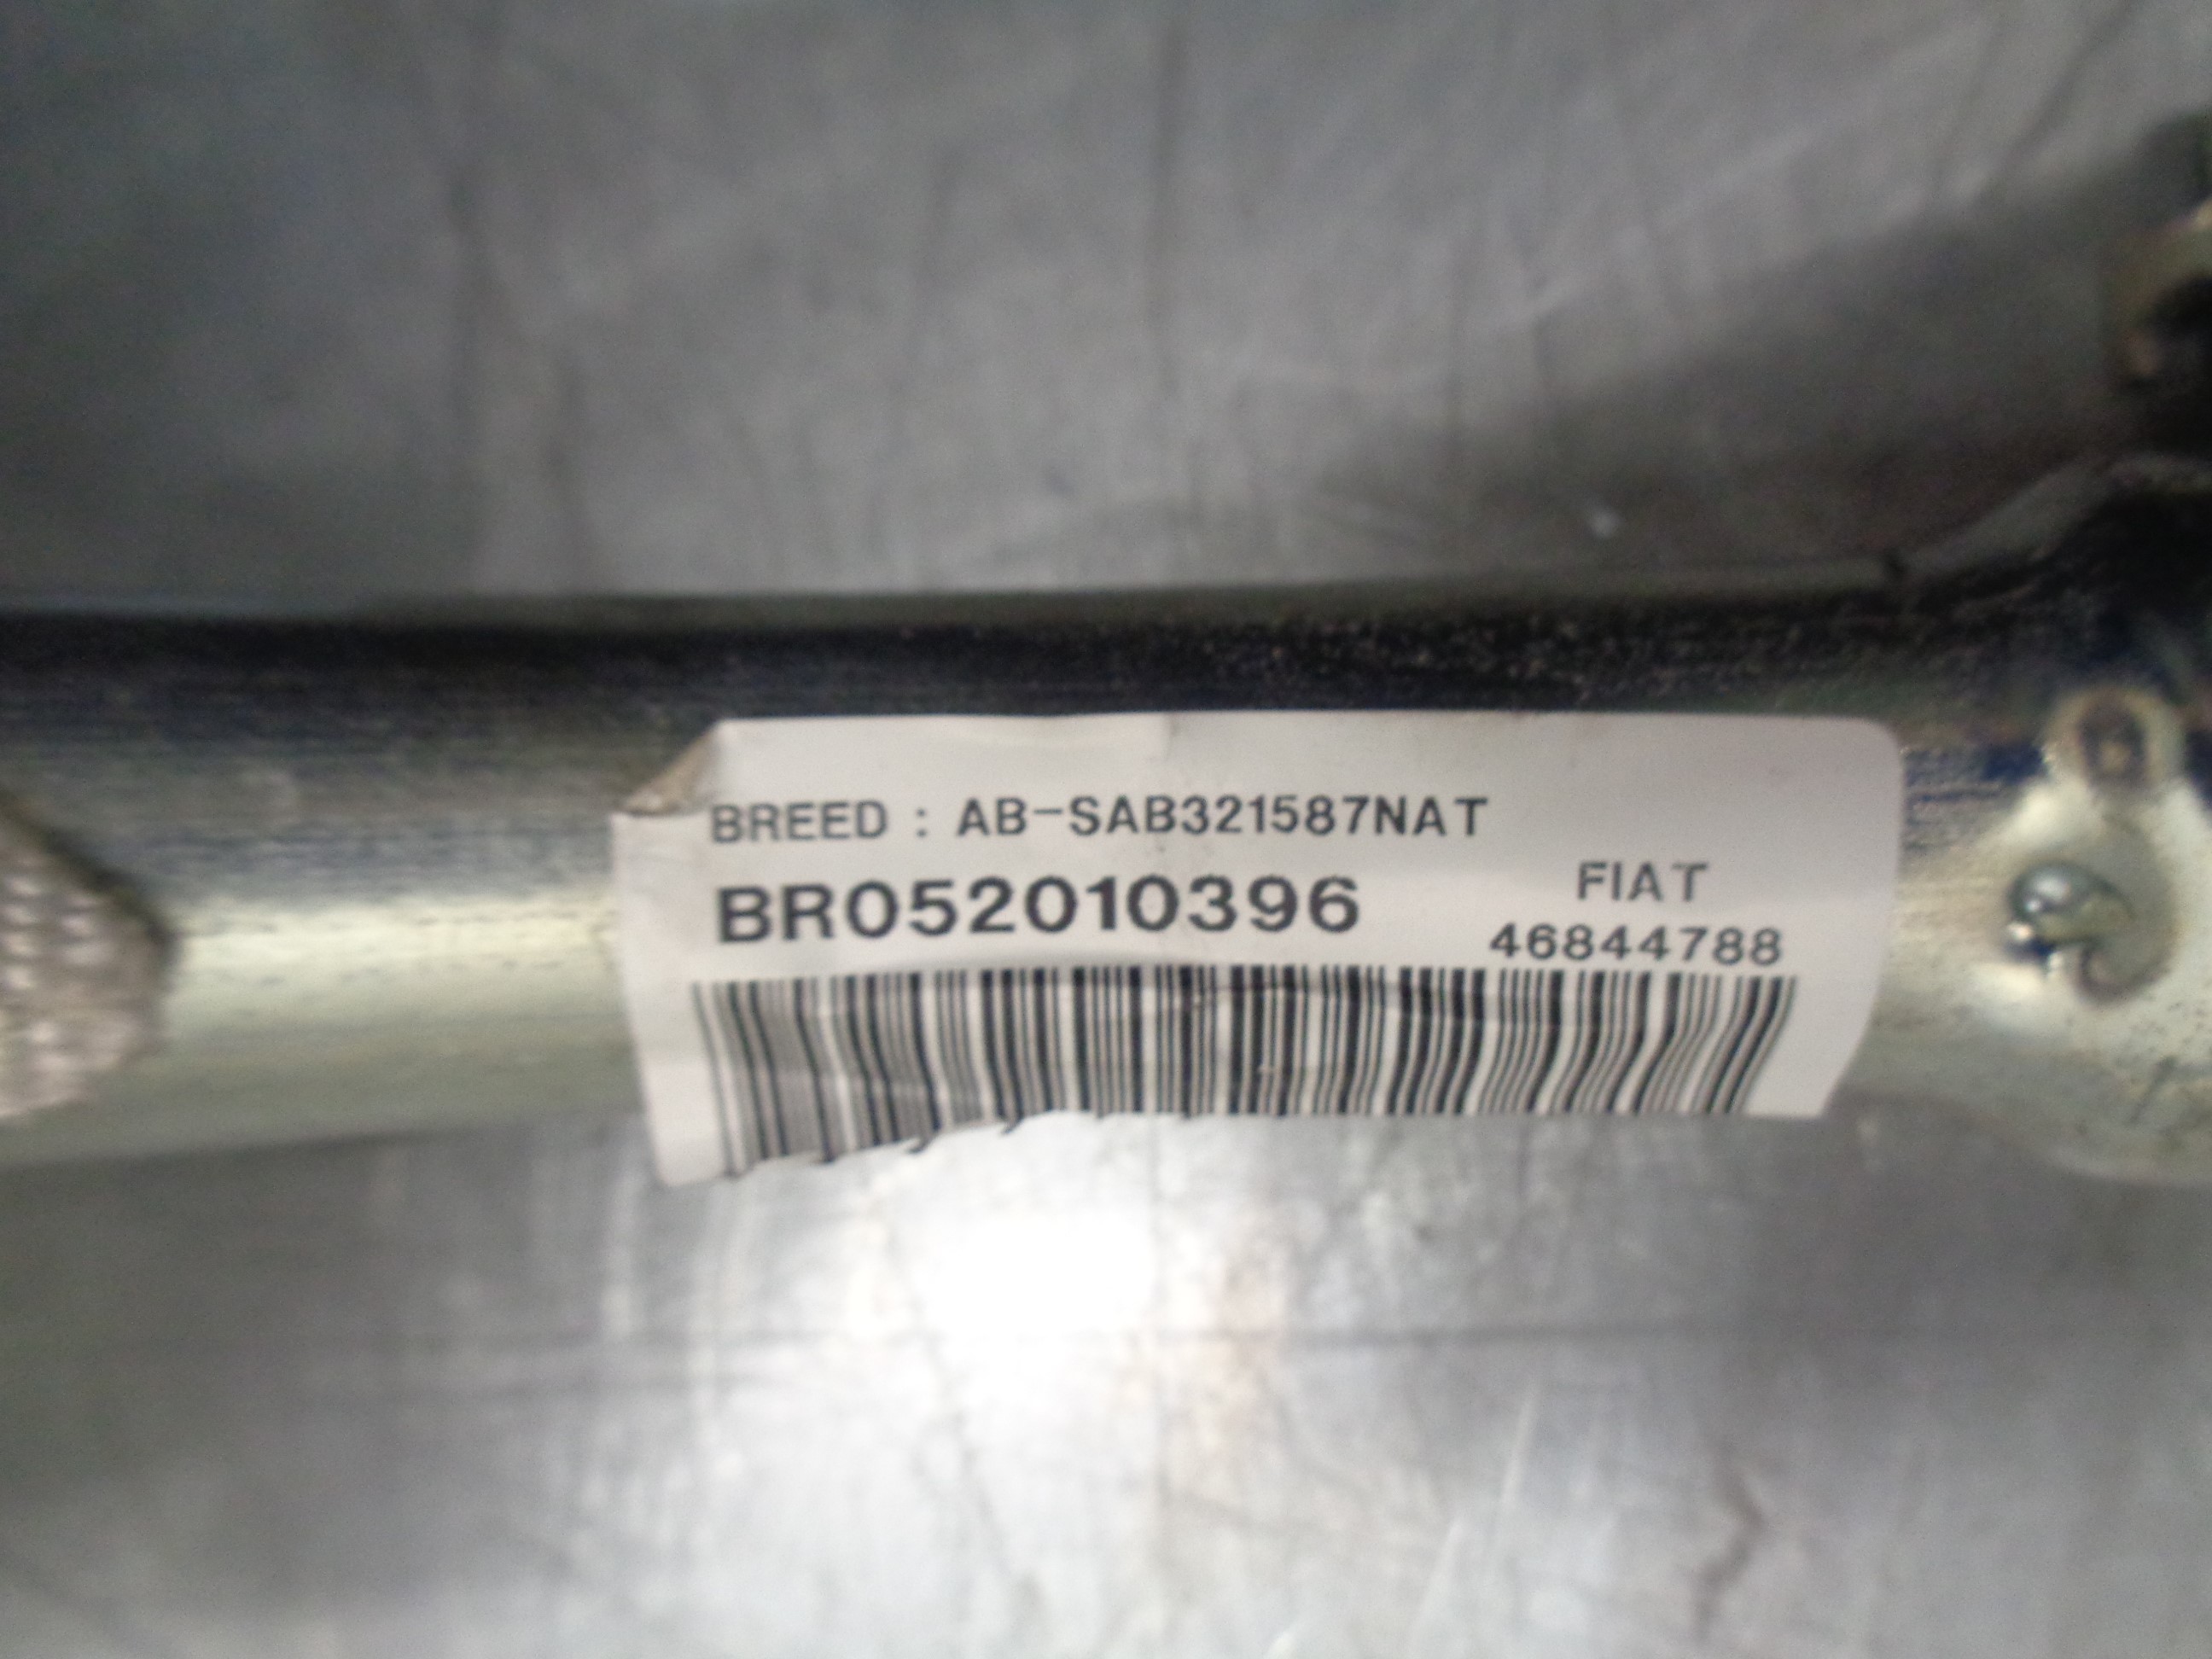 BREED : AB-SAB321587NAT
BR052010396
FIAT
46844788